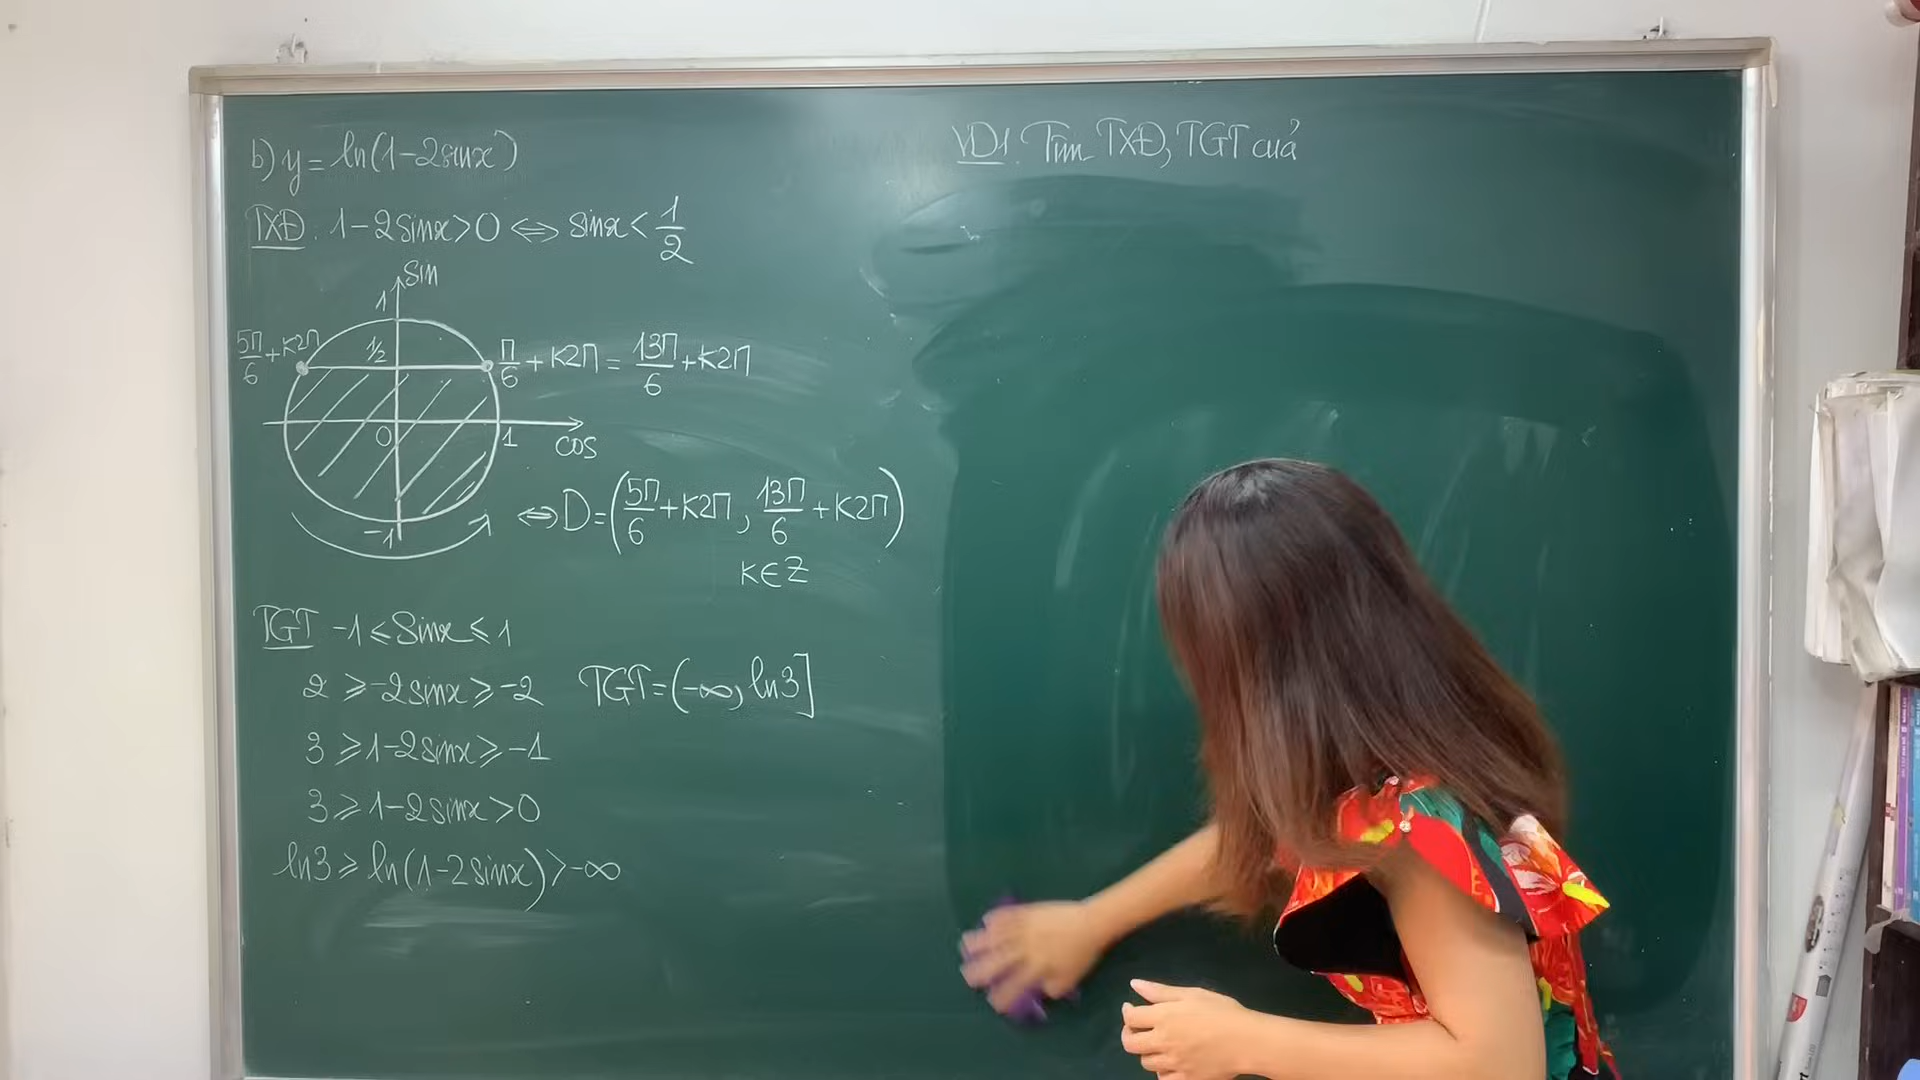 b) y = ln(1-2sinx)
TXĐ: 1-2sinx>0 ⇔ sinx < 1/2
sin
1
5π/6 + k2π
1/2
π/6 + k2π = 13π/6 + k2π
0
1
cos
-1
⇔ D = (5π/6 + k2π, 13π/6 + k2π)
k∈Z
TGT -1 ⩽ sinx ⩽ 1
2 ⩾ -2sinx ⩾ -2
TGT = (-∞, ln3]
3 ⩾ 1-2sinx ⩾ -1
3 ⩾ 1-2sinx > 0
ln3 ⩾ ln(1-2sinx) > -∞
VD1. Tìm TXĐ, TGT của